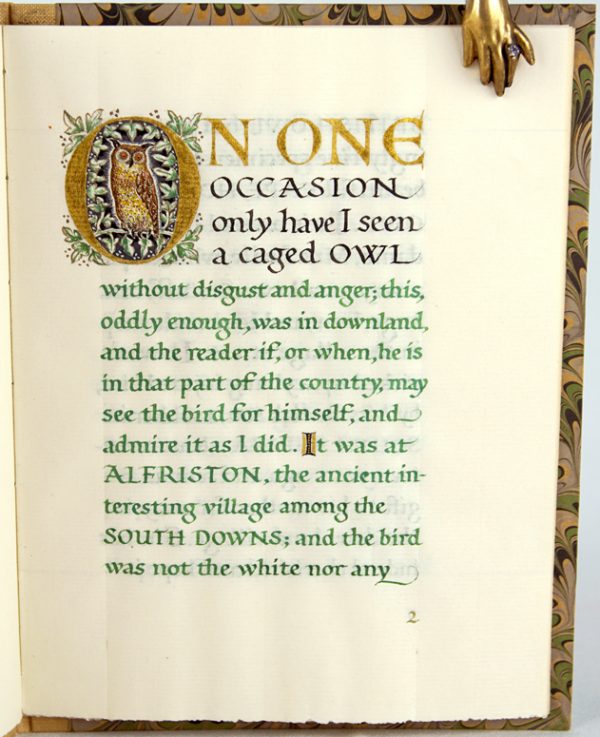 ON ONE
OCCASION
only have I seen
a caged OWL
without disgust and anger; this,
oddly enough, was in downland,
and the reader if, or when, he is
in that part of the country, may
see the bird for himself, and
admire it as I did. It was at
ALFRISTON, the ancient in-
teresting village among the
SOUTH DOWNS; and the bird
was not the white nor any
2